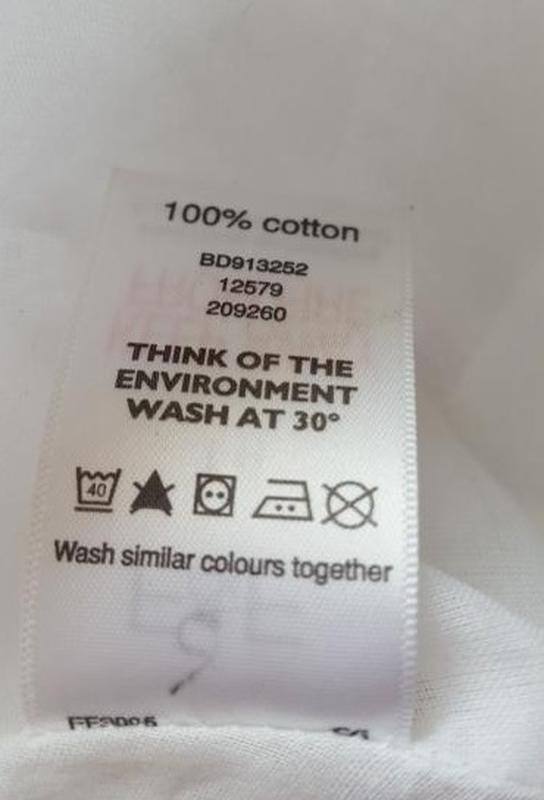 100% cotton
BD913252
12579
209260
THINK OF THE
ENVIRONMENT
WASH AT 30°
40
Wash similar colours together